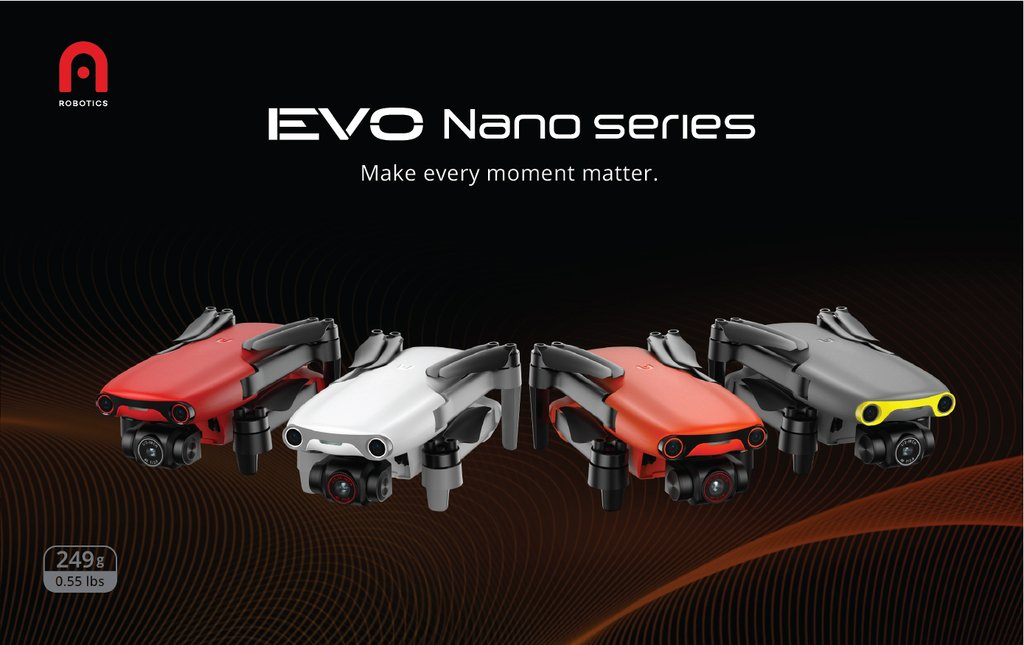 ROBOTICS
EVO Nano series
Make every moment matter.
249g
0.55 lbs